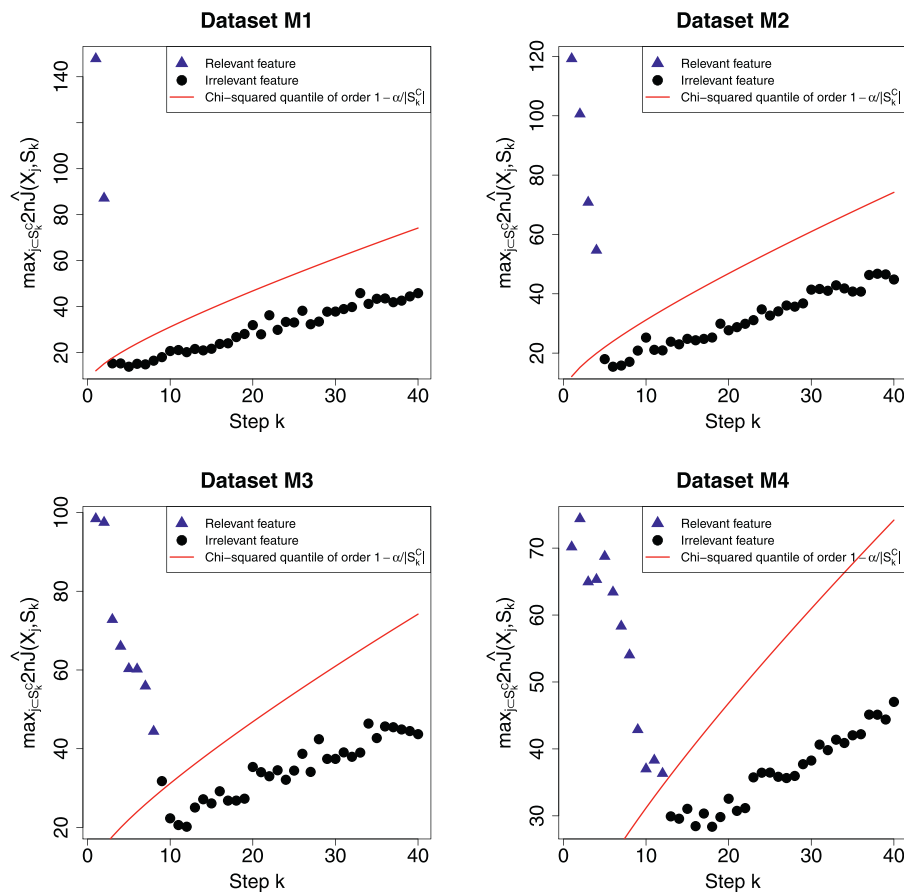 Dataset M1
max_{j⊂S_k^C} 2nĴ(X_j, S_k)
140
100
80
60
40
20
Relevant feature
Irrelevant feature
Chi−squared quantile of order 1 − α/|S_k^C|
0 10 20 30 40
Step k
Dataset M2
max_{j⊂S_k^C} 2nĴ(X_j, S_k)
120
100
80
60
40
20
Relevant feature
Irrelevant feature
Chi−squared quantile of order 1 − α/|S_k^C|
0 10 20 30 40
Step k
Dataset M3
max_{j⊂S_k^C} 2nĴ(X_j, S_k)
100
80
60
40
20
Relevant feature
Irrelevant feature
Chi−squared quantile of order 1 − α/|S_k^C|
0 10 20 30 40
Step k
Dataset M4
max_{j⊂S_k^C} 2nĴ(X_j, S_k)
70
60
50
40
30
Relevant feature
Irrelevant feature
Chi−squared quantile of order 1 − α/|S_k^C|
0 10 20 30 40
Step k